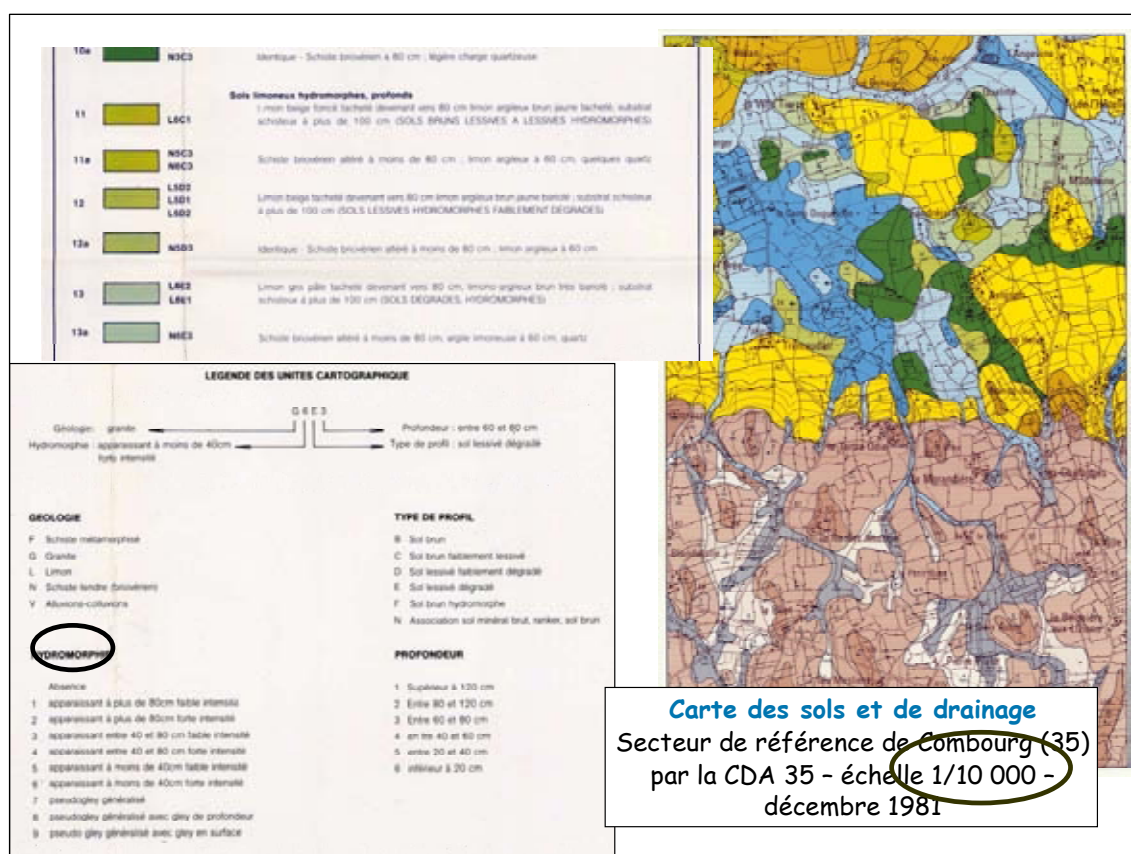 10a N3C3 Identique - Schiste briovérien à 80 cm ; légère charge quartzeuse
Sols limoneux hydromorphes, profonds
11 L6C1 Limon beige foncé tacheté devenant vers 80 cm limon argileux brun jaune tacheté, substrat
schisteux à plus de 100 cm (SOLS BRUNS LESSIVES A LESSIVES HYDROMORPHES)
11a N5C3
N6C3
Schiste briovérien altéré à moins de 80 cm ; limon argileux à 60 cm, quelques quartz
12 L5D2
L5D1
L6D2
Limon beige tacheté devenant vers 80 cm limon argileux brun jaune bariolé ; substrat schisteux
à plus de 100 cm (SOLS LESSIVES HYDROMORPHES FAIBLEMENT DEGRADES)
12a N5D3 Identique - Schiste briovérien altéré à moins de 80 cm ; limon argileux à 60 cm
13 L6E2
L6E1
Limon gris pâle tacheté devenant vers 80 cm, limono-argileux brun très bariolé ; substrat
schisteux à plus de 100 cm (SOLS DEGRADES, HYDROMORPHES)
13a N6E3 Schiste briovérien altéré à moins de 80 cm, argile limoneuse à 60 cm, quartz
LEGENDE DES UNITES CARTOGRAPHIQUE
G 6 E 3
Géologie: granite
Profondeur : entre 60 et 80 cm
Hydromorphie : apparaissant à moins de 40cm
forte intensité
Type de profil : sol lessivé dégradé
GEOLOGIE
F Schiste métamorphisé
G Granite
L Limon
N Schiste tendre (briovérien)
V Alluvions-colluvions
TYPE DE PROFIL
B Sol brun
C Sol brun faiblement lessivé
D Sol lessivé faiblement dégradé
E Sol lessivé dégradé
F Sol brun hydromorphe
N Association sol minéral brut, ranker, sol brun
HYDROMORPHIE
Absence
1 apparaissant à plus de 80cm faible intensité
2 apparaissant à plus de 80cm forte intensité
3 apparaissant entre 40 et 80 cm faible intensité
4 apparaissant entre 40 et 80 cm forte intensité
5 apparaissant à moins de 40cm faible intensité
6 apparaissant à moins de 40cm forte intensité
7 pseudogley généralisé
8 pseudogley généralisé avec gley de profondeur
9 pseudo gley généralisé avec gley en surface
PROFONDEUR
1 Supérieur à 120 cm
2 Entre 80 et 120 cm
3 Entre 60 et 80 cm
4 en tre 40 et 60 cm
5 entre 20 et 40 cm
6 inférieur à 20 cm
Carte des sols et de drainage
Secteur de référence de Combourg (35)
par la CDA 35 – échelle 1/10 000 –
décembre 1981